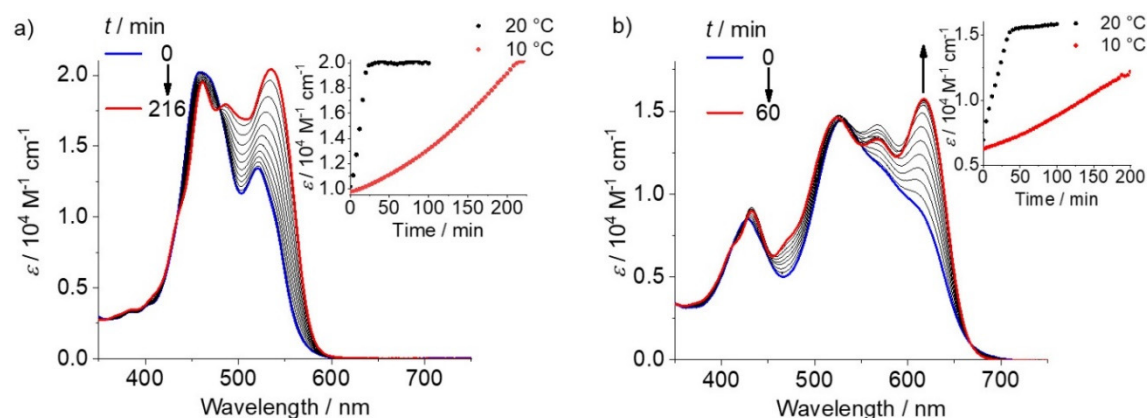 a)
t / min
0
216
ε / 10⁴ M⁻¹ cm⁻¹
2.0
1.5
1.0
0.5
0.0
400 500 600 700
Wavelength / nm
20 °C
10 °C
ε / 10⁴ M⁻¹ cm⁻¹
2.0
1.8
1.6
1.4
1.2
1.0
0 50 100 150 200
Time / min
b)
t / min
0
60
ε / 10⁴ M⁻¹ cm⁻¹
2.0
1.5
1.0
0.5
0.0
400 500 600 700
Wavelength / nm
20 °C
10 °C
ε / 10⁴ M⁻¹ cm⁻¹
1.5
1.0
0.5
0 50 100 150 200
Time / min